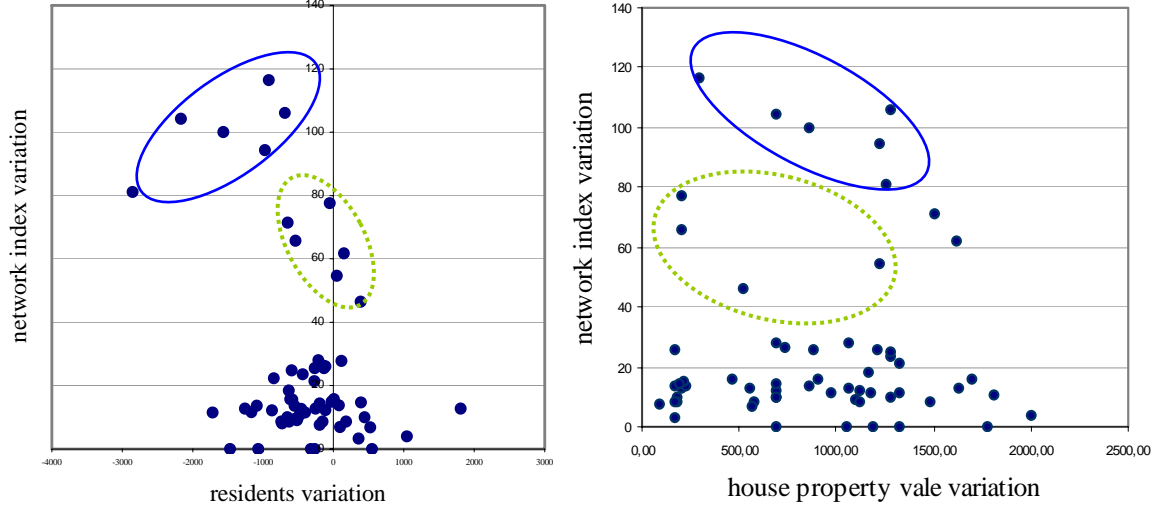 140
120
100
80
60
40
20
0
-4000 -3000 -2000 -1000 0 1000 2000 3000
network index variation
residents variation
140
120
100
80
60
40
20
0
0,00 500,00 1000,00 1500,00 2000,00 2500,00
network index variation
house property vale variation